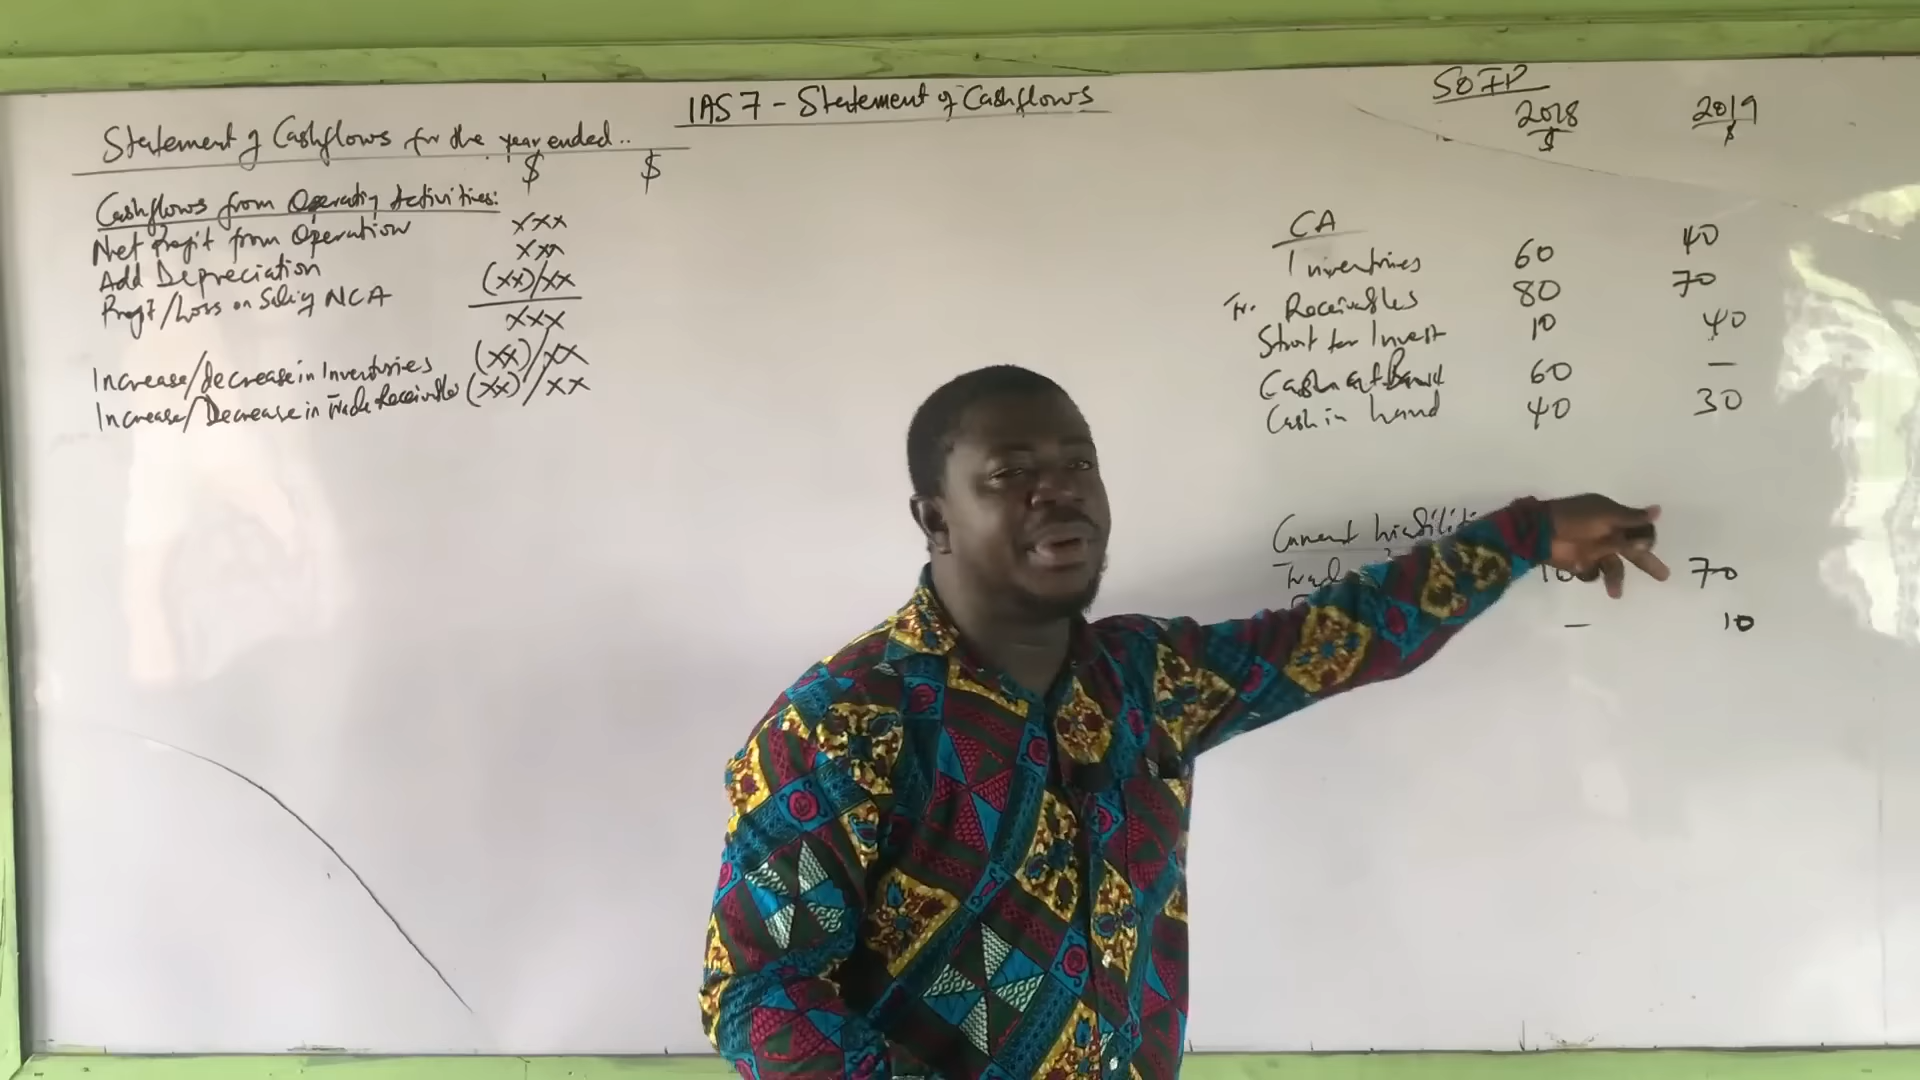 IAS 7 - Statement of Cashflows
Statement of Cashflows for the year ended..
$ $
Cashflows from Operating Activities:
Net Profit from Operation xxx
Add Depreciation xxx
Profit/Loss on Selling NCA (xx)/xx
xxx
Increase/decrease in Inventories (xx)/xx
Increase/Decrease in Trade Receivables (xx)/xx
SOFP
2018 2019
$ $
CA
Inventories 60 40
Tr. Receivables 80 70
Short ter Invest 10 40
Cash at Bank 60 –
Cash in hand 40 30
Current
Trade 70
– 10